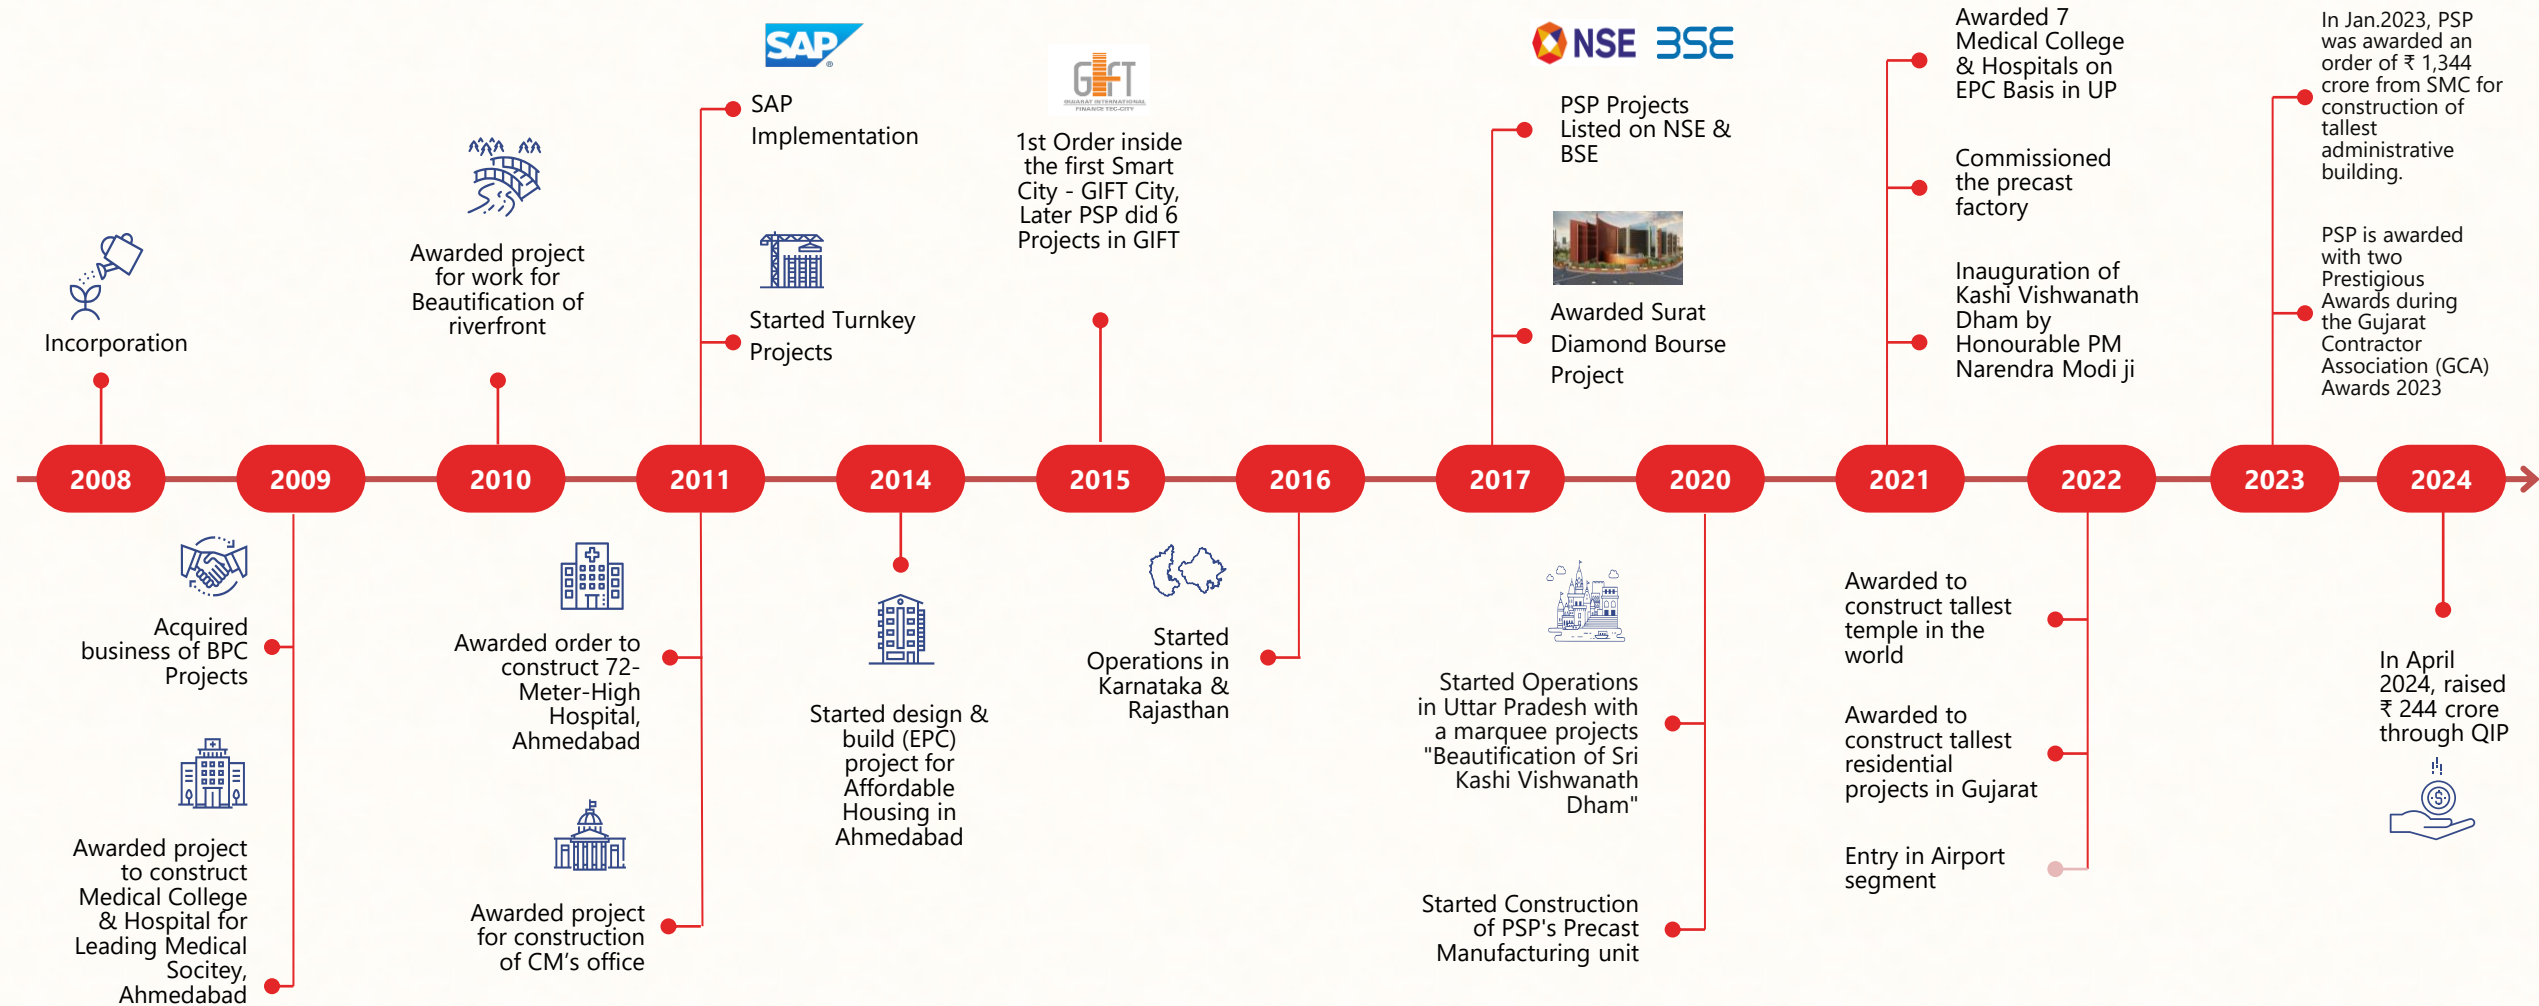 SAP
®
SAP
Implementation
Started Turnkey
Projects
GIFT
GUJARAT INTERNATIONAL
FINANCE TEC-CITY
1st Order inside
the first Smart
City - GIFT City,
Later PSP did 6
Projects in GIFT
NSE BSE
PSP Projects
Listed on NSE &
BSE
Awarded Surat
Diamond Bourse
Project
Awarded 7
Medical College
& Hospitals on
EPC Basis in UP
Commissioned
the precast
factory
Inauguration of
Kashi Vishwanath
Dham by
Honourable PM
Narendra Modi ji
In Jan.2023, PSP
was awarded an
order of ₹ 1,344
crore from SMC for
construction of
tallest
administrative
building.
PSP is awarded
with two
Prestigious
Awards during
the Gujarat
Contractor
Association (GCA)
Awards 2023
Awarded project
for work for
Beautification of
riverfront
Incorporation
2008 2009 2010 2011 2014 2015 2016 2017 2020 2021 2022 2023 2024
Acquired
business of BPC
Projects
Awarded project
to construct
Medical College
& Hospital for
Leading Medical
Socitey,
Ahmedabad
Awarded order to
construct 72-
Meter-High
Hospital,
Ahmedabad
Awarded project
for construction
of CM’s office
Started design &
build (EPC)
project for
Affordable
Housing in
Ahmedabad
Started
Operations in
Karnataka &
Rajasthan
Started Operations
in Uttar Pradesh with
a marquee projects
"Beautification of Sri
Kashi Vishwanath
Dham"
Started Construction
of PSP's Precast
Manufacturing unit
Awarded to
construct tallest
temple in the
world
Awarded to
construct tallest
residential
projects in Gujarat
Entry in Airport
segment
In April
2024, raised
₹ 244 crore
through QIP